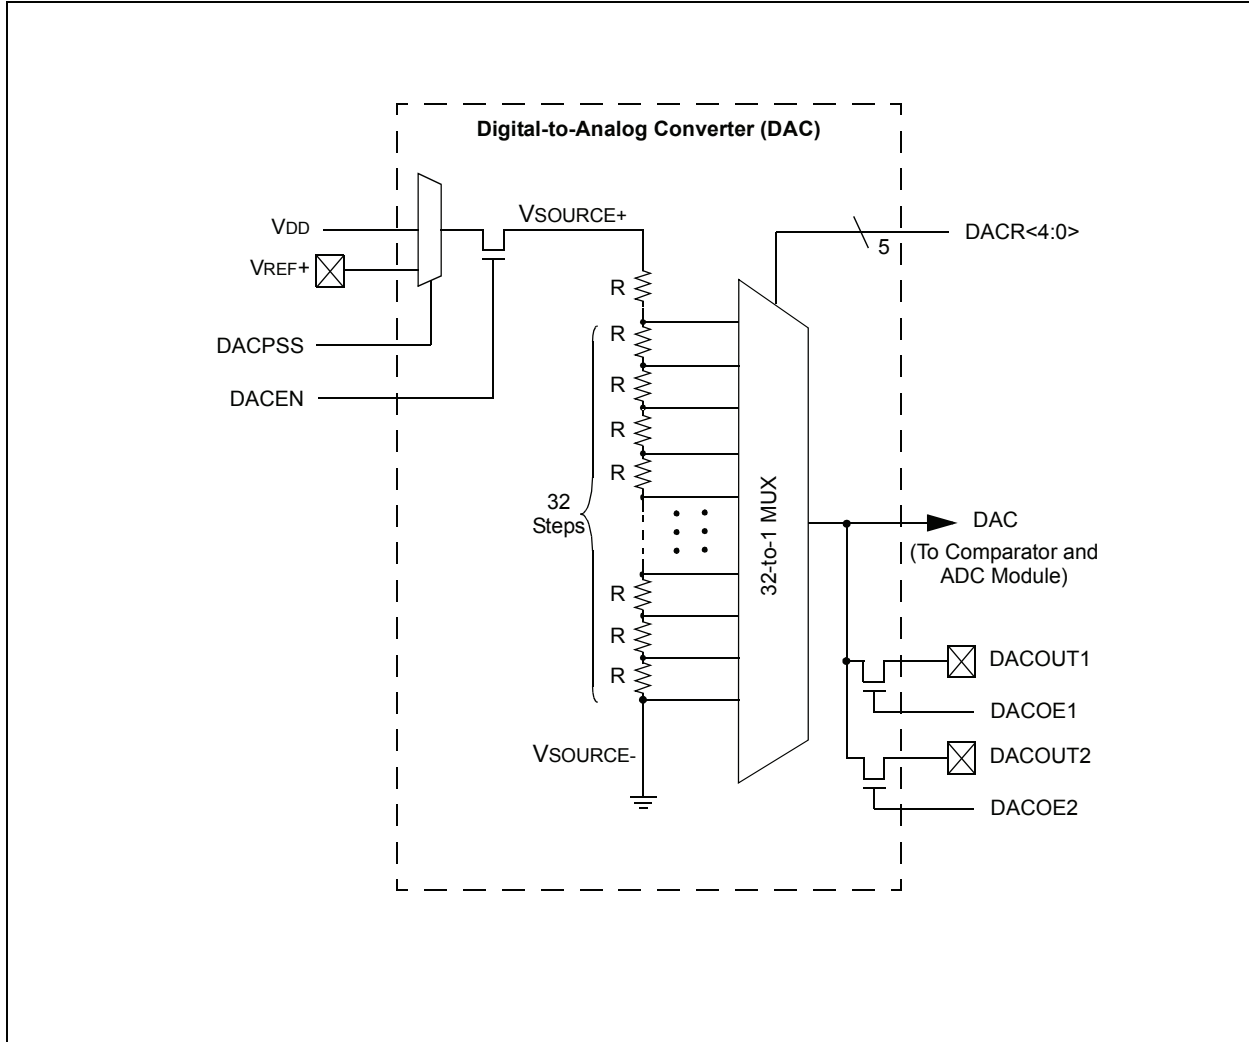 Digital-to-Analog Converter (DAC)
VDD
VSOURCE+
5
DACR<4:0>
VREF+
R
R
DACPSS
R
DACEN
R
R
32
Steps
32-to-1 MUX
DAC
(To Comparator and
ADC Module)
R
R
R
DACOUT1
DACOE1
VSOURCE-
DACOUT2
DACOE2